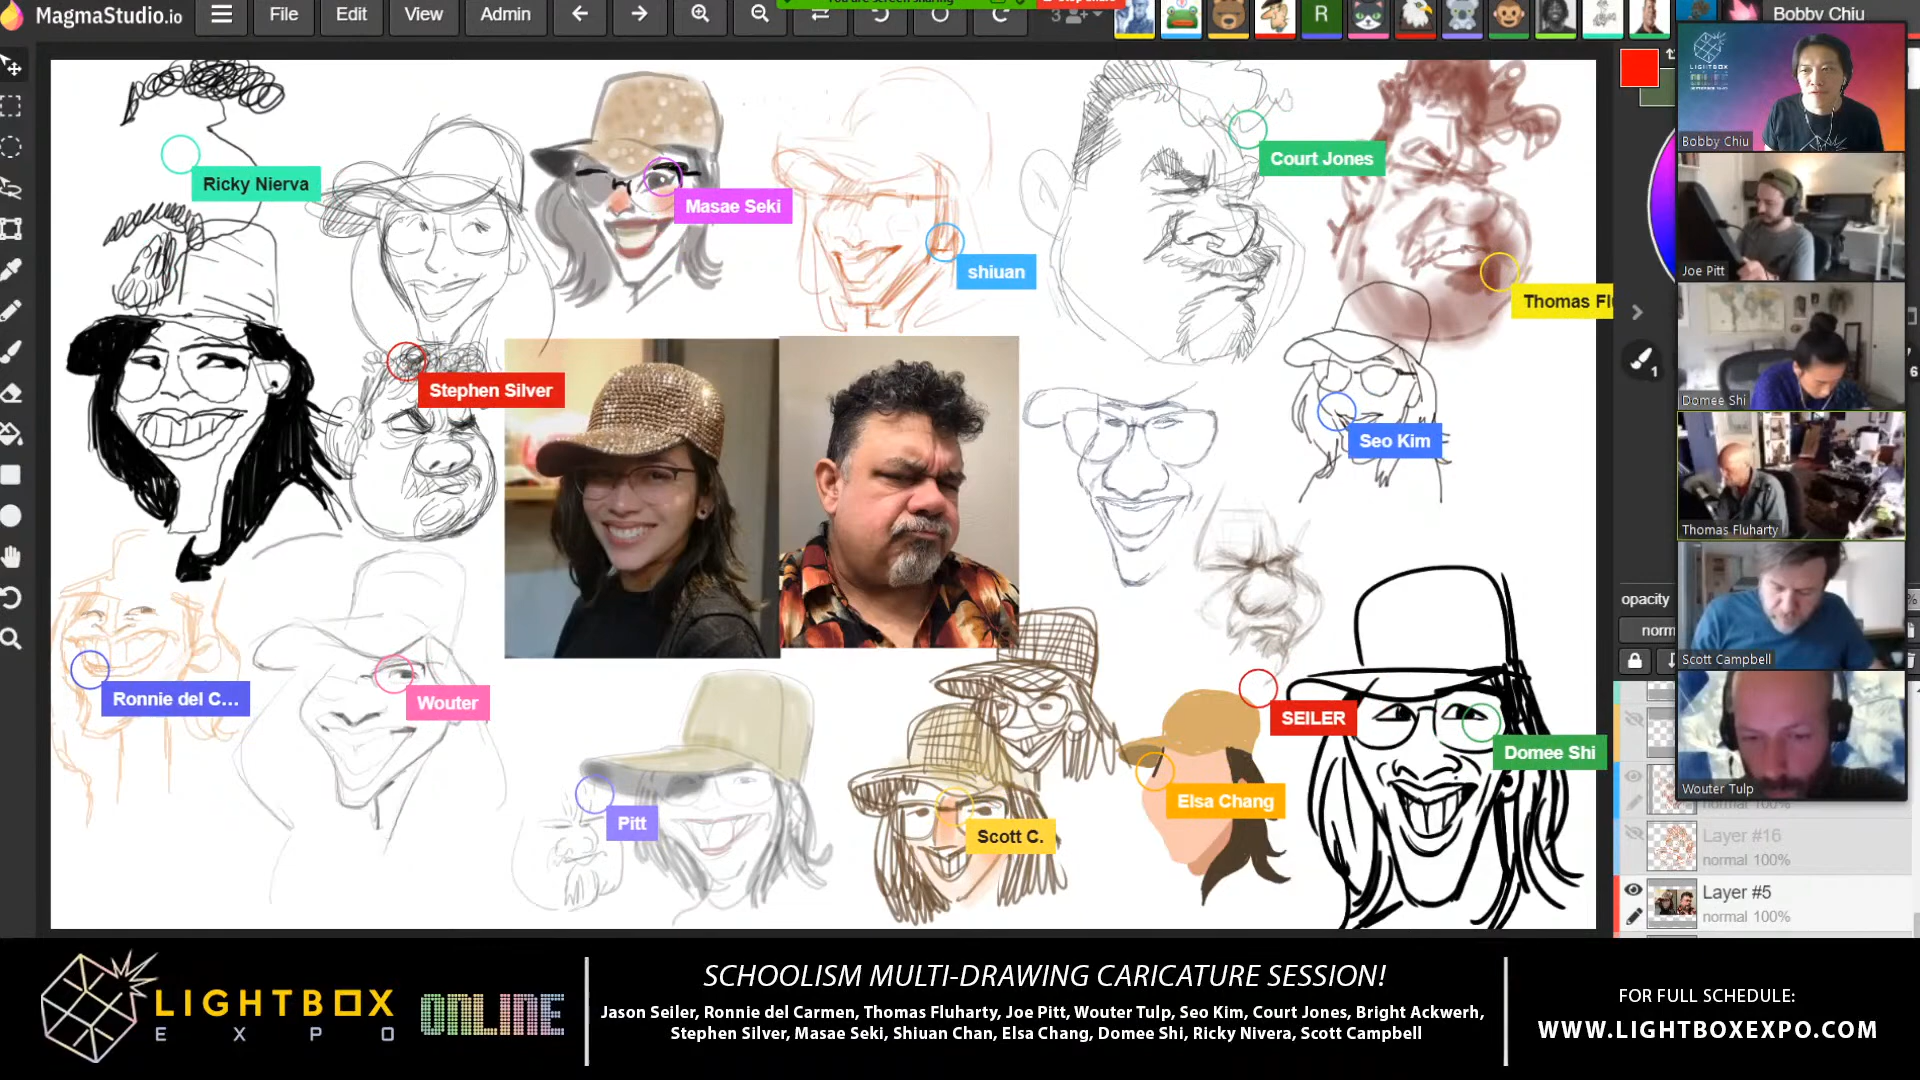 MagmaStudio.io
File
Edit
View
Admin
3
R
Bobby Chiu
Ricky Nierva
Masae Seki
shiuan
Court Jones
Stephen Silver
Seo Kim
Ronnie del C...
Wouter
Pitt
Scott C.
Elsa Chang
SEILER
Domee Shi
LIGHTBOX
Bobby Chiu
Joe Pitt
Domee Shi
Thomas Fluharty
Scott Campbell
Wouter Tulp
1
opacity
norm
normal 100%
Layer #16
normal 100%
Layer #5
normal 100%
LIGHTBOX
EXPO
ONLINE
SCHOOLISM MULTI-DRAWING CARICATURE SESSION!
Jason Seiler, Ronnie del Carmen, Thomas Fluharty, Joe Pitt, Wouter Tulp, Seo Kim, Court Jones, Bright Ackwerh,
Stephen Silver, Masae Seki, Shiuan Chan, Elsa Chang, Domee Shi, Ricky Nivera, Scott Campbell
FOR FULL SCHEDULE:
WWW.LIGHTBOXEXPO.COM